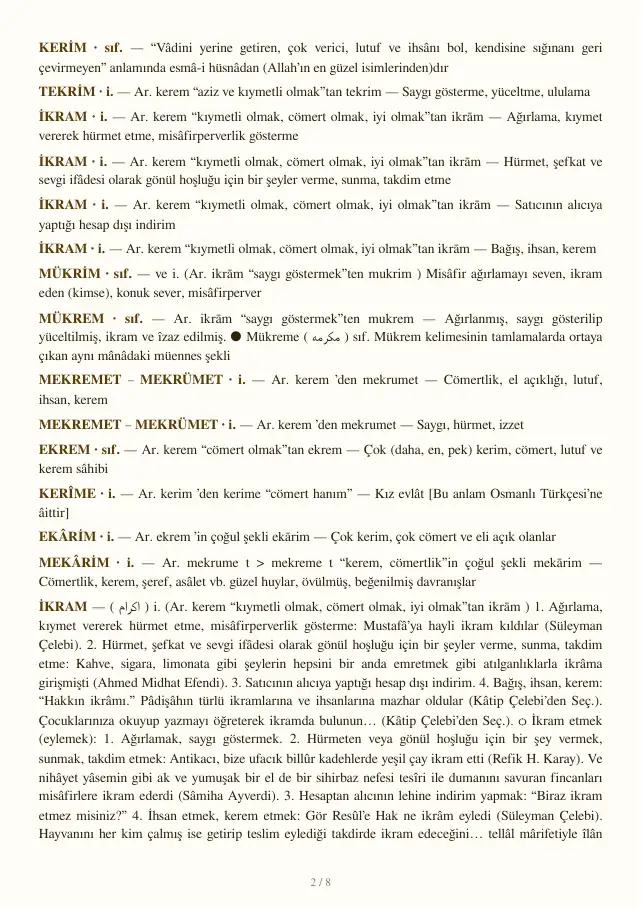 KERİM · sıf. — “Vâdini yerine getiren, çok verici, lutuf ve ihsânı bol, kendisine sığınanı geri
çevirmeyen” anlamında esmâ-i hüsnâdan (Allah’ın en güzel isimlerinden)dır
TEKRİM · i. — Ar. kerem “aziz ve kıymetli olmak”tan tekrim — Saygı gösterme, yüceltme, ululama
İKRAM · i. — Ar. kerem “kıymetli olmak, cömert olmak, iyi olmak”tan ikrām — Ağırlama, kıymet
vererek hürmet etme, misâfirperverlik gösterme
İKRAM · i. — Ar. kerem “kıymetli olmak, cömert olmak, iyi olmak”tan ikrām — Hürmet, şefkat ve
sevgi ifâdesi olarak gönül hoşluğu için bir şeyler verme, sunma, takdim etme
İKRAM · i. — Ar. kerem “kıymetli olmak, cömert olmak, iyi olmak”tan ikrām — Satıcının alıcıya
yaptığı hesap dışı indirim
İKRAM · i. — Ar. kerem “kıymetli olmak, cömert olmak, iyi olmak”tan ikrām — Bağış, ihsan, kerem
MÜKRİM · sıf. — ve i. (Ar. ikrām “saygı göstermek”ten mukrim ) Misâfir ağırlamayı seven, ikram
eden (kimse), konuk sever, misâfirperver
MÜKREM · sıf. — Ar. ikrām “saygı göstermek”ten mukrem — Ağırlanmış, saygı gösterilip
yüceltilmiş, ikram ve îzaz edilmiş. ● Mükreme ( مكرمه ) sıf. Mükrem kelimesinin tamlamalarda ortaya
çıkan aynı mânâdaki müennes şekli
MEKREMET – MEKRÜMET · i. — Ar. kerem ’den mekrumet — Cömertlik, el açıklığı, lutuf,
ihsan, kerem
MEKREMET – MEKRÜMET · i. — Ar. kerem ’den mekrumet — Saygı, hürmet, izzet
EKREM · sıf. — Ar. kerem “cömert olmak”tan ekrem — Çok (daha, en, pek) kerim, cömert, lutuf ve
kerem sâhibi
KERÎME · i. — Ar. kerim ’den kerime “cömert hanım” — Kız evlât [Bu anlam Osmanlı Türkçesi’ne
âittir]
EKÂRİM · i. — Ar. ekrem ’in çoğul şekli ekārim — Çok kerim, çok cömert ve eli açık olanlar
MEKÂRİM · i. — Ar. mekrume t > mekreme t “kerem, cömertlik”in çoğul şekli mekārim —
Cömertlik, kerem, şeref, asâlet vb. güzel huylar, övülmüş, beğenilmiş davranışlar
İKRAM — ( اكرام ) i. (Ar. kerem “kıymetli olmak, cömert olmak, iyi olmak”tan ikrām ) 1. Ağırlama,
kıymet vererek hürmet etme, misâfirperverlik gösterme: Mustafâ’ya hayli ikram kıldılar (Süleyman
Çelebi). 2. Hürmet, şefkat ve sevgi ifâdesi olarak gönül hoşluğu için bir şeyler verme, sunma, takdim
etme: Kahve, sigara, limonata gibi şeylerin hepsini bir anda emretmek gibi atılganlıklarla ikrâma
girişmişti (Ahmed Midhat Efendi). 3. Satıcının alıcıya yaptığı hesap dışı indirim. 4. Bağış, ihsan, kerem:
“Hakkın ikrâmı.” Pâdişâhın türlü ikramlarına ve ihsanlarına mazhar oldular (Kâtip Çelebi’den Seç.).
Çocuklarınıza okuyup yazmayı öğreterek ikramda bulunun… (Kâtip Çelebi’den Seç.). ѻ İkram etmek
(eylemek): 1. Ağırlamak, saygı göstermek. 2. Hürmeten veya gönül hoşluğu için bir şey vermek,
sunmak, takdim etmek: Antikacı, bize ufacık billûr kadehlerde yeşil çay ikram etti (Refik H. Karay). Ve
nihâyet yâsemin gibi ak ve yumuşak bir el de bir sihirbaz nefesi tesîri ile dumanını savuran fincanları
misâfirlere ikram ederdi (Sâmiha Ayverdi). 3. Hesaptan alıcının lehine indirim yapmak: “Biraz ikram
etmez misiniz?” 4. İhsan etmek, kerem etmek: Gör Resûl’e Hak ne ikrâm eyledi (Süleyman Çelebi).
Hayvanını her kim çalmış ise getirip teslim eylediği takdirde ikram edeceğini… tellâl mârifetiyle îlân
2 / 8